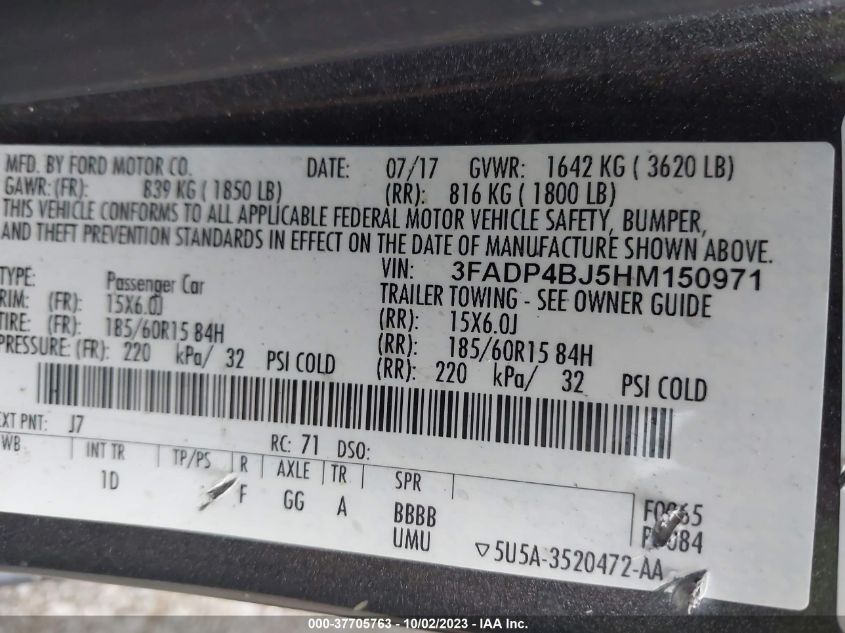 MFD. BY FORD MOTOR CO. DATE: 07/17 GVWR: 1642 KG ( 3620 LB)
GAWR:(FR): 839 KG ( 1850 LB) (RR): 816 KG ( 1800 LB)
THIS VEHICLE CONFORMS TO ALL APPLICABLE FEDERAL MOTOR VEHICLE SAFETY, BUMPER,
AND THEFT PREVENTION STANDARDS IN EFFECT ON THE DATE OF MANUFACTURE SHOWN ABOVE.
VIN: 3FADP4BJ5HM150971
TYPE: Passenger Car TRAILER TOWING - SEE OWNER GUIDE
RIM: (FR): 15X6.0J (RR): 15X6.0J
TIRE: (FR): 185/60R15 84H (RR): 185/60R15 84H
PRESSURE: (FR): 220 kPa/ 32 PSI COLD (RR): 220 kPa/ 32 PSI COLD
EXT PNT: J7 RC: 71 DSO:
WB INT TR TP/PS R AXLE TR SPR
1D F GG A BBBB
UMU
▽5U5A-3520472-AA
00-37705763 - 10/02/2023 - IAA Inc.